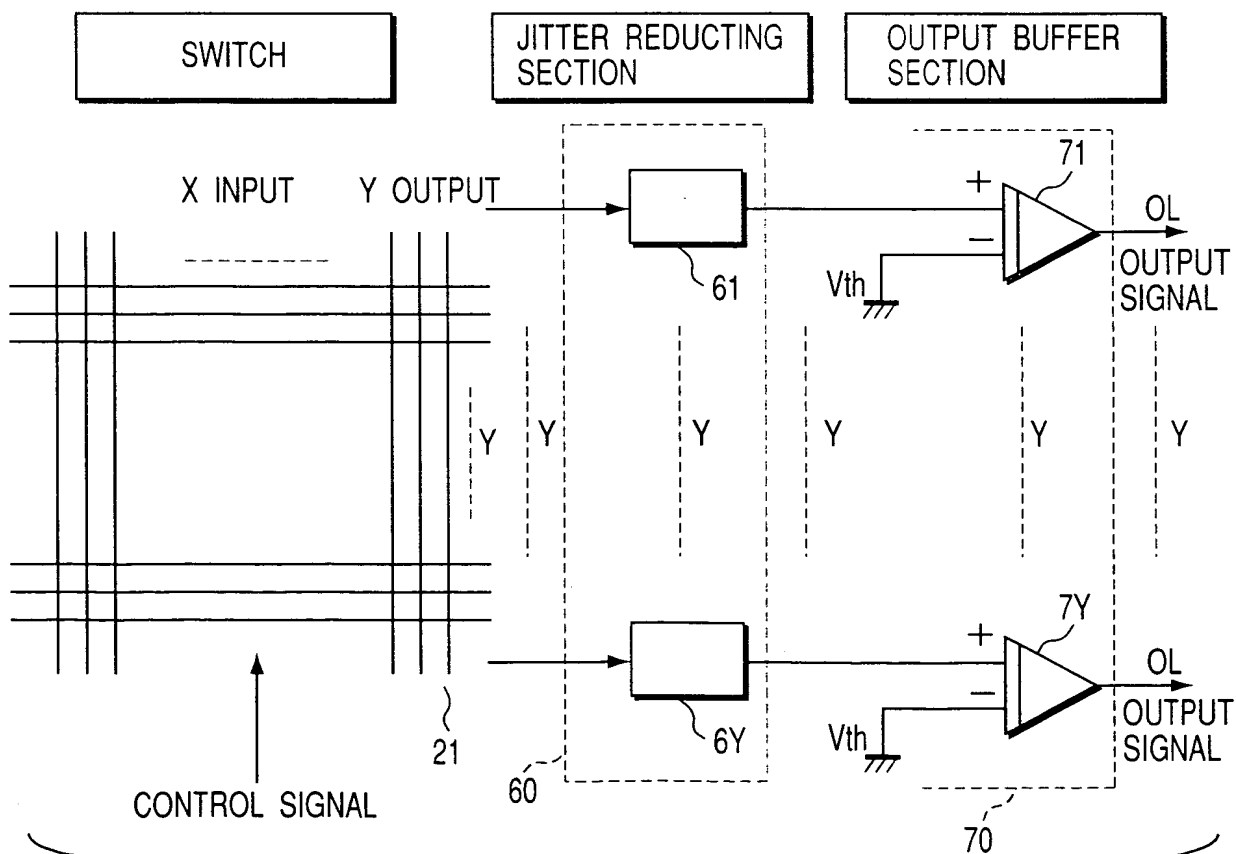 SWITCH
JITTER REDUCTING
SECTION
OUTPUT BUFFER
SECTION
X INPUT
Y OUTPUT
61
+
−
Vth
71
OL
OUTPUT
SIGNAL
Y
Y
Y
Y
Y
Y
21
CONTROL SIGNAL
6Y
60
+
−
Vth
7Y
OL
OUTPUT
SIGNAL
70